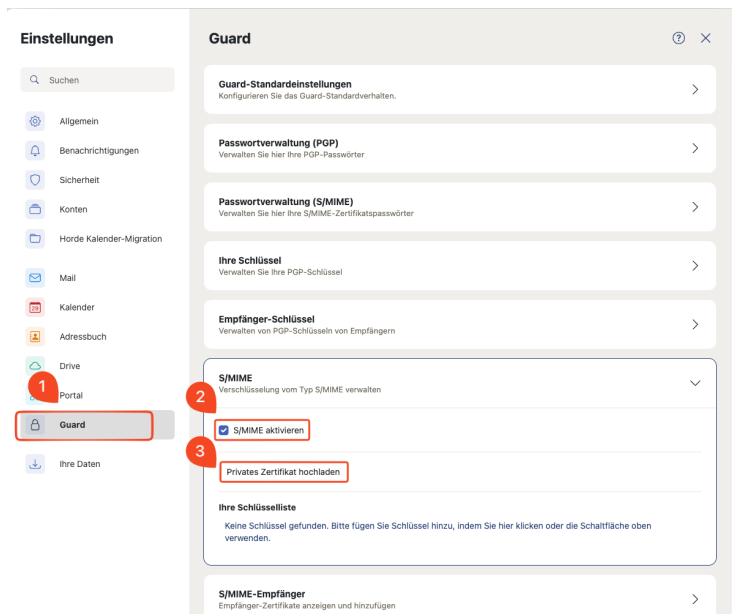 Einstellungen
Suchen
Allgemein
Benachrichtigungen
Sicherheit
Konten
Horde Kalender-Migration
Mail
29
Kalender
Adressbuch
Drive
1
Portal
Guard
Ihre Daten
Guard
?
Guard-Standardeinstellungen
Konfigurieren Sie das Guard-Standardverhalten.
Passwortverwaltung (PGP)
Verwalten Sie hier Ihre PGP-Passwörter
Passwortverwaltung (S/MIME)
Verwalten Sie hier Ihre S/MIME-Zertifikatspasswörter
Ihre Schlüssel
Verwalten Sie Ihre PGP-Schlüssel
Empfänger-Schlüssel
Verwalten von PGP-Schlüsseln von Empfängern
S/MIME
Verschlüsselung vom Typ S/MIME verwalten
2
S/MIME aktivieren
3
Privates Zertifikat hochladen
Ihre Schlüsselliste
Keine Schlüssel gefunden. Bitte fügen Sie Schlüssel hinzu, indem Sie hier klicken oder die Schaltfläche oben
verwenden.
S/MIME-Empfänger
Empfänger-Zertifikate anzeigen und hinzufügen